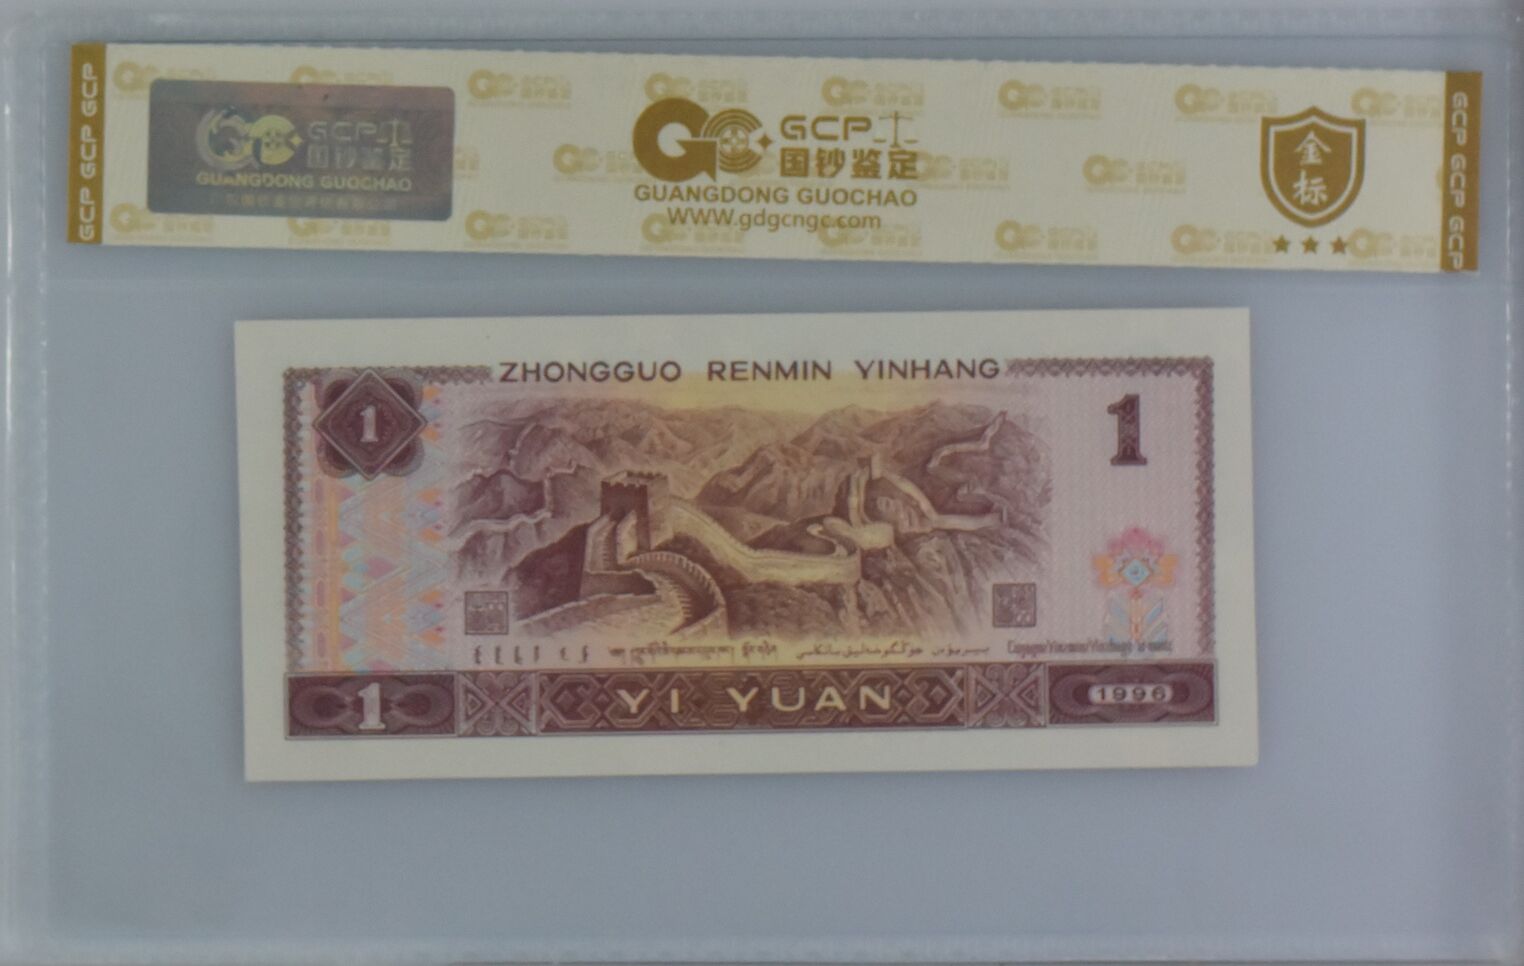 GCP GCP GCP
GCP
国钞鉴定
GUANGDONG GUOCHAO
GCP
国钞鉴定
GUANGDONG GUOCHAO
WWW.gdgcngc.com
金
标
GCP GCP GCP
ZHONGGUO RENMIN YINHANG
1
1
1
YI YUAN
1996